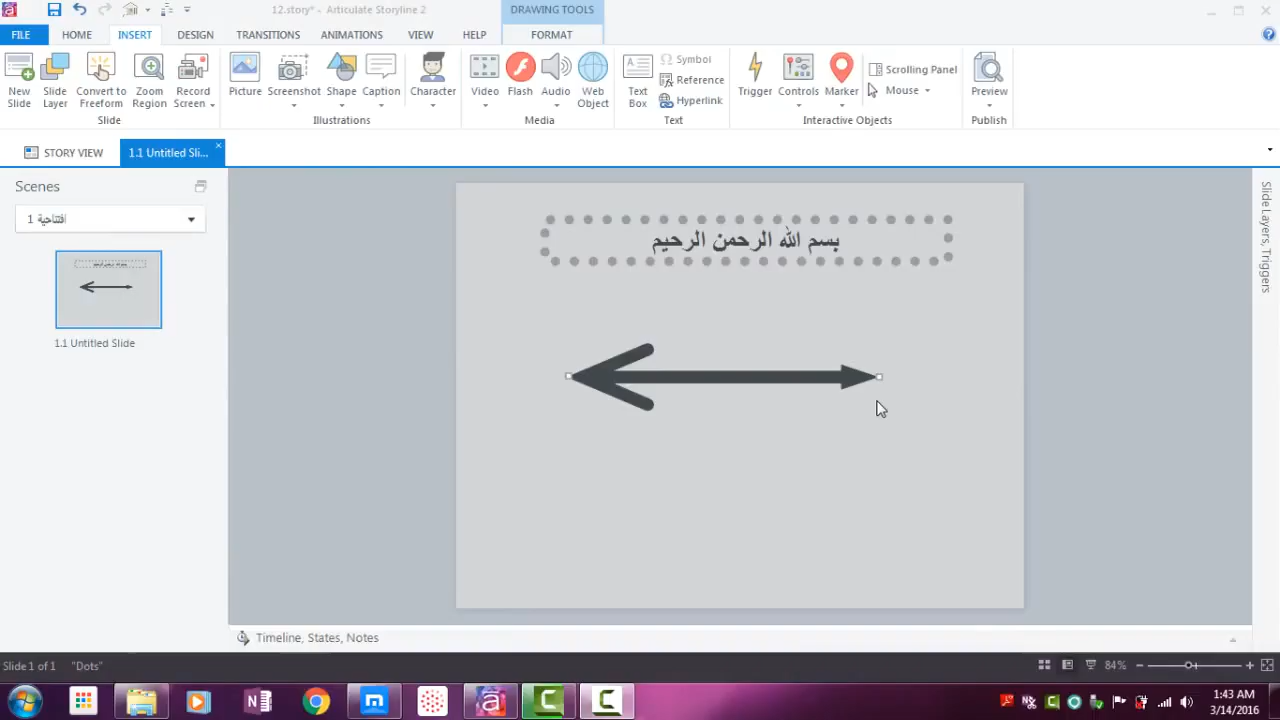 12.story* - Articulate Storyline 2
DRAWING TOOLS
FILE
HOME
INSERT
DESIGN
TRANSITIONS
ANIMATIONS
VIEW
HELP
FORMAT
New Slide
Slide Layer
Convert to Freeform
Zoom Region
Record Screen
Slide
Picture
Screenshot
Shape
Caption
Character
Illustrations
Video
Flash
Audio
Web Object
Media
Text Box
Symbol
Reference
Hyperlink
Text
Trigger
Controls
Marker
Scrolling Panel
Mouse
Interactive Objects
Preview
Publish
STORY VIEW
1.1 Untitled Sli...
Scenes
1 افتتاحية
1.1 Untitled Slide
بسم الله الرحمن الرحيم
Slide Layers, Triggers
Timeline, States, Notes
Slide 1 of 1
"Dots"
84%
1:43 AM
3/14/2016